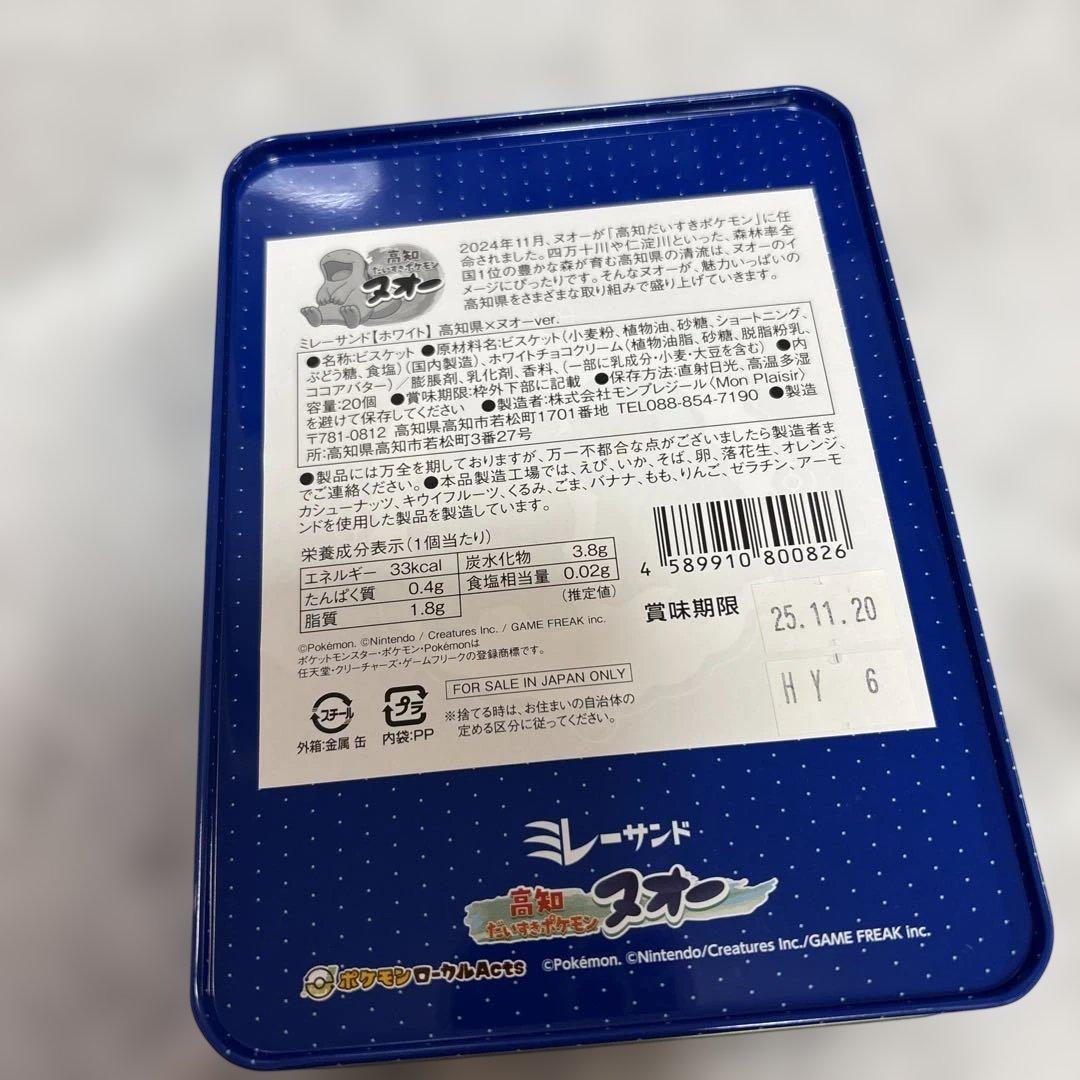 高知
だいすきポケモン
ヌオー
2024年11月、ヌオーが「高知だいすきポケモン」に任
命されました。四万十川や仁淀川といった、森林率全
国1位の豊かな森が育む高知県の清流は、ヌオーのイ
メージにぴったりです。そんなヌオーが、魅力いっぱいの
高知県をさまざまな取り組みで盛り上げていきます。
ミレーサンド【ホワイト】 高知県×ヌオーver.
●名称:ビスケット ●原材料名:ビスケット(小麦粉、植物油、砂糖、ショートニング、
ぶどう糖、食塩)(国内製造)、ホワイトチョコクリーム(植物油脂、砂糖、脱脂粉乳、
ココアバター)/膨脹剤、乳化剤、香料、(一部に乳成分・小麦・大豆を含む) ●内
容量:20個 ●賞味期限:枠外下部に記載 ●保存方法:直射日光、高温多湿
を避けて保存してください ●製造者:株式会社モンプレジール〈Mon Plaisir〉
〒781-0812 高知県高知市若松町1701番地 TEL088-854-7190 ●製造
所:高知県高知市若松町3番27号
●製品には万全を期しておりますが、万一不都合な点がございましたら製造者ま
でご連絡ください。●本品製造工場では、えび、いか、そば、卵、落花生、オレンジ、
カシューナッツ、キウイフルーツ、くるみ、ごま、バナナ、もも、りんご、ゼラチン、アーモ
ンドを使用した製品を製造しています。
栄養成分表示(1個当たり)
エネルギー 33kcal 炭水化物 3.8g
たんぱく質 0.4g 食塩相当量 0.02g
脂質 1.8g (推定値)
4 589910 800826
賞味期限 25.11.20
HY 6
©Pokémon. ©Nintendo / Creatures Inc. / GAME FREAK inc.
ポケットモンスター・ポケモン・Pokémonは
任天堂・クリーチャーズ・ゲームフリークの登録商標です。
FOR SALE IN JAPAN ONLY
スチール
プラ
外箱:金属 缶 内袋:PP
※捨てる時は、お住まいの自治体の
定める区分に従ってください。
ミレーサンド
高知
だいすきポケモン
ヌオー
ポケモンローカルActs ©Pokémon. ©Nintendo/Creatures Inc./GAME FREAK inc.